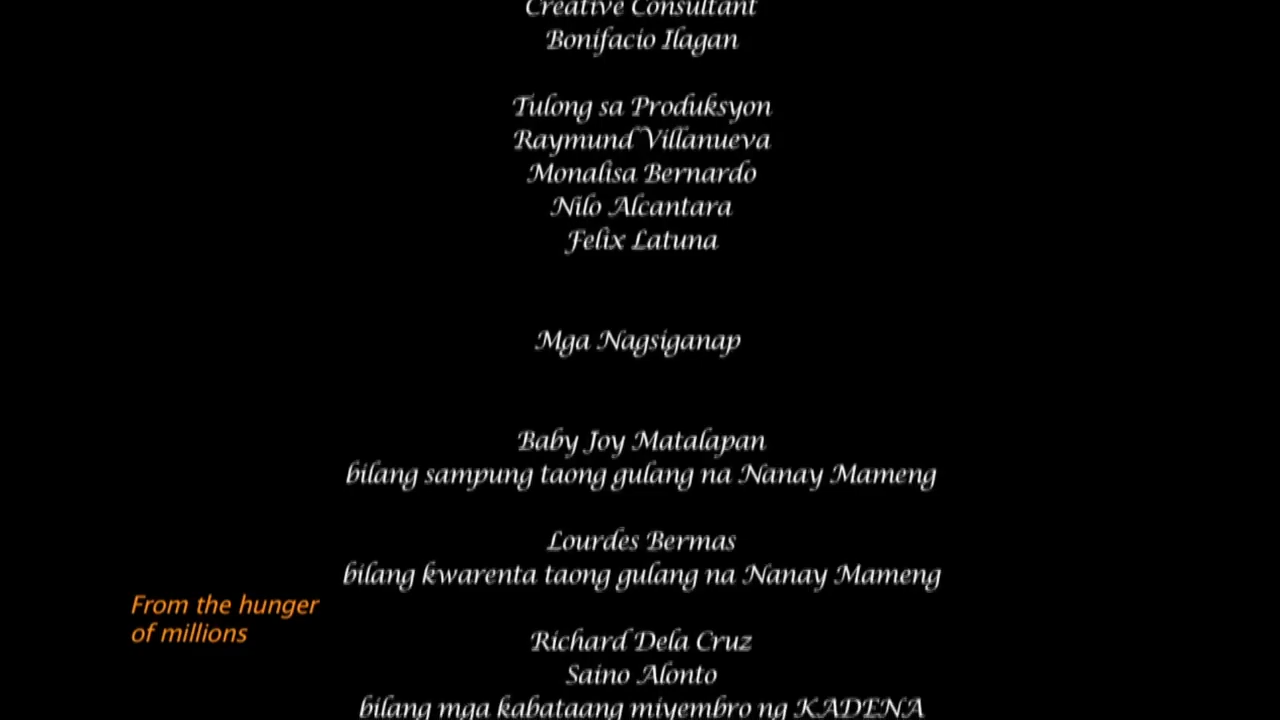 Creative Consultant
Bonifacio Ilagan
Tulong sa Produksyon
Raymund Villanueva
Monalisa Bernardo
Nilo Alcantara
Felix Latuna
Mga Nagsiganap
Baby Joy Matalapan
bilang sampung taong gulang na Nanay Mameng
Lourdes Bermas
bilang kwarenta taong gulang na Nanay Mameng
From the hunger
of millions
Richard Dela Cruz
Saino Alonto
bilang mga kabataang miyembro ng KADENA